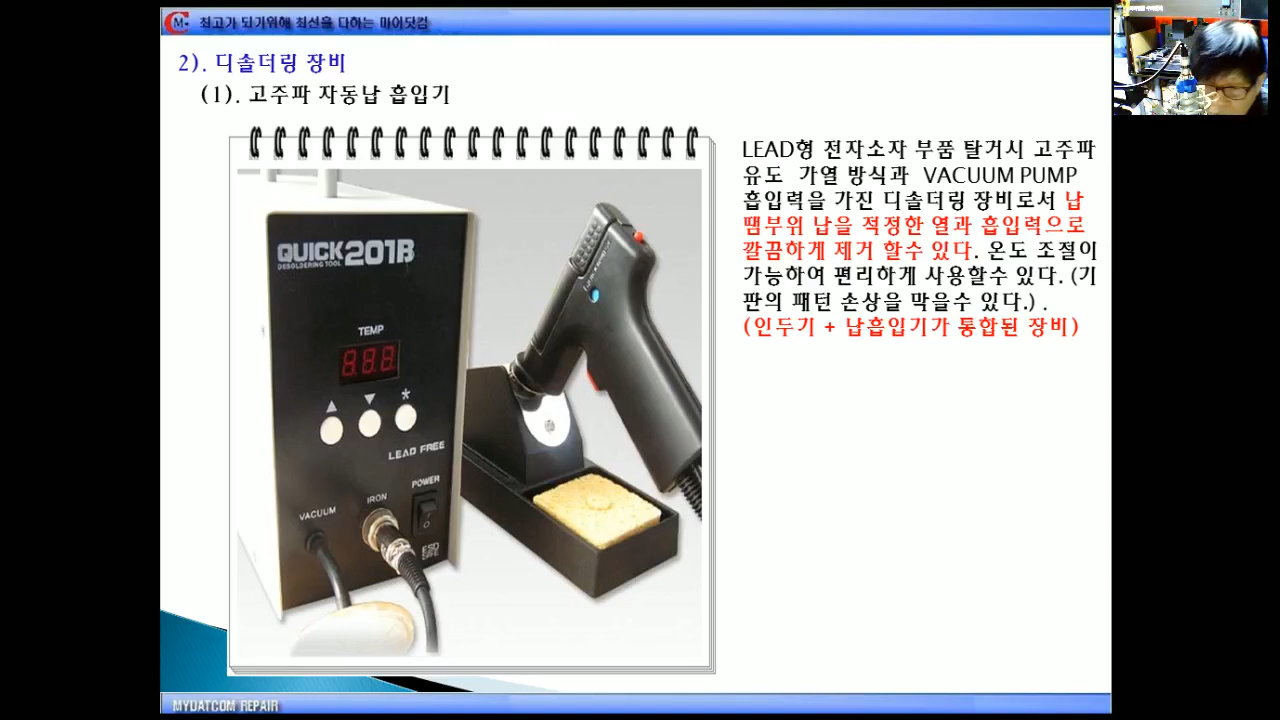 최고가 되기위해 최선을 다하는 마이닷컴
2). 디솔더링 장비
(1). 고주파 자동납 흡입기
LEAD형 전자소자 부품 탈거시 고주파
유도 가열 방식과 VACUUM PUMP
흡입력을 가진 디솔더링 장비로서 납
땜부위 납을 적정한 열과 흡입력으로
깔끔하게 제거 할수 있다. 온도 조절이
가능하여 편리하게 사용할수 있다. (기
판의 패턴 손상을 막을수 있다.) .
(인두기 + 납흡입기가 통합된 장비)
QUICK201B
DESOLDERING TOOL
TEMP
8.8.8.
▲ ▼ *
LEAD FREE
POWER
IRON
VACUUM
ESD
SAFE
MYDATCOM REPAIR